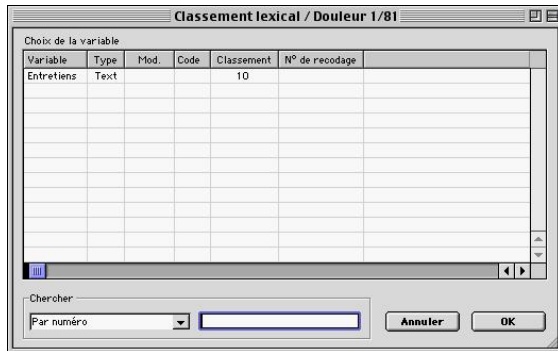 Classement lexical / Douleur 1/81
Choix de la variable
Variable Type Mod. Code Classement N° de recodage
Entretiens Text 10
Chercher
Par numéro
Annuler OK